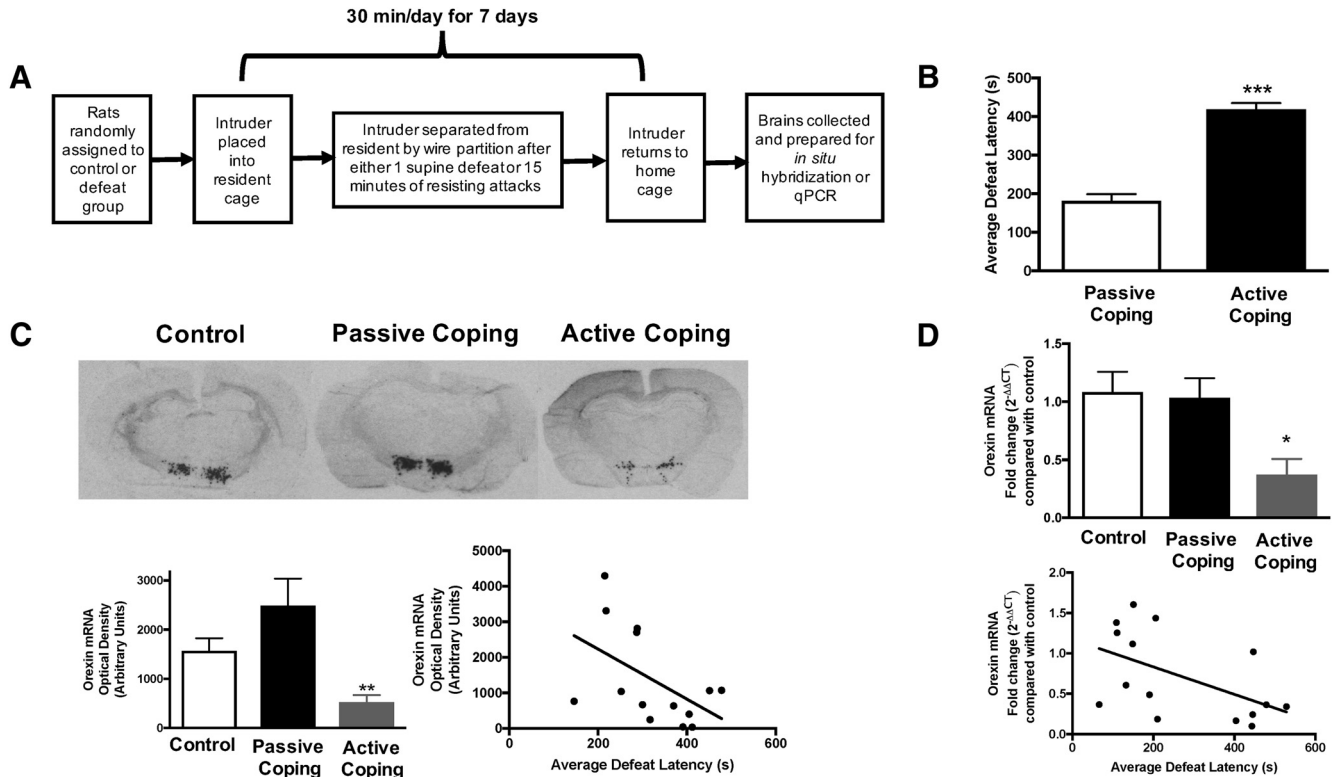 30 min/day for 7 days
A
Rats
randomly
assigned to
control or
defeat
group
Intruder
placed
into
resident
cage
Intruder separated from
resident by wire partition after
either 1 supine defeat or 15
minutes of resisting attacks
Intruder
returns to
home
cage
Brains collected
and prepared for
in situ
hybridization or
qPCR
B
Average Defeat Latency (s)
500
400
300
200
100
0
***
Passive
Coping
Active
Coping
C
Control
Passive Coping
Active Coping
Orexin mRNA
Optical Density
(Arbitrary Units)
3000
2000
1000
0
**
Control
Passive
Coping
Active
Coping
Orexin mRNA
Optical Density
(Arbitrary Units)
5000
4000
3000
2000
1000
0
0
200
400
600
Average Defeat Latency (s)
D
Orexin mRNA
Fold change (2-ΔΔCT)
compared with control
1.5
1.0
0.5
0.0
*
Control
Passive
Coping
Active
Coping
Orexin mRNA
Fold change (2-ΔΔCT)
compared with control
2.0
1.5
1.0
0.5
0.0
0
200
400
600
Average Defeat Latency (s)